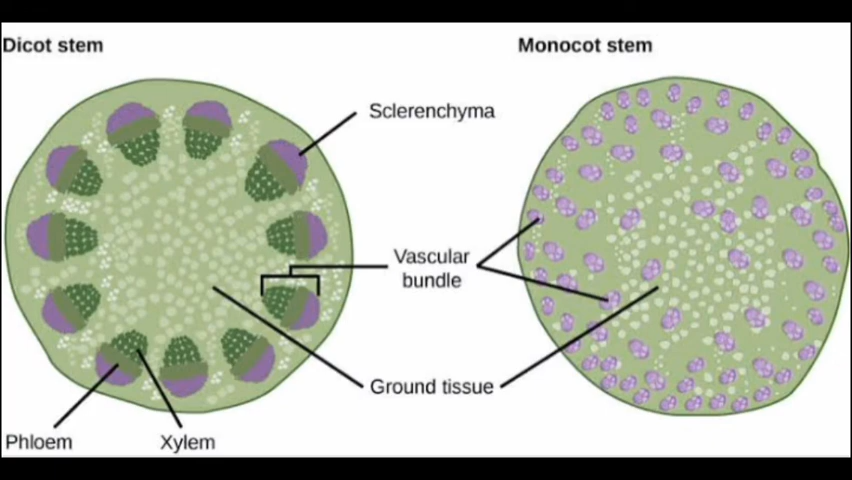 Dicot stem
Monocot stem
Sclerenchyma
Vascular
bundle
Ground tissue
Phloem
Xylem